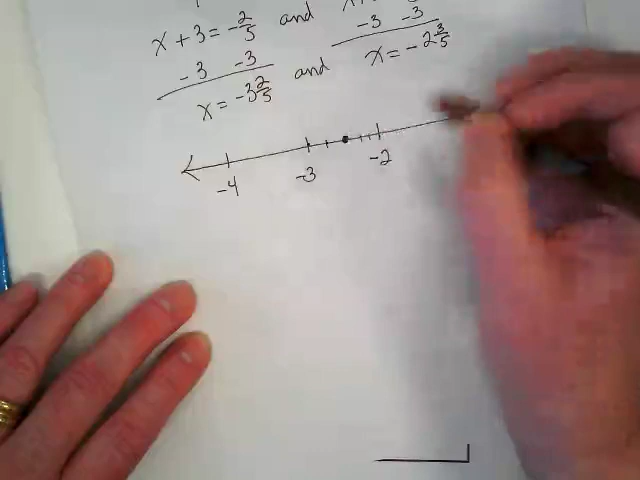 x + 3 = -2/5 and
-3 -3
-3 -3
x = -3 2/5 and x = -2 3/5
-4 -3 -2